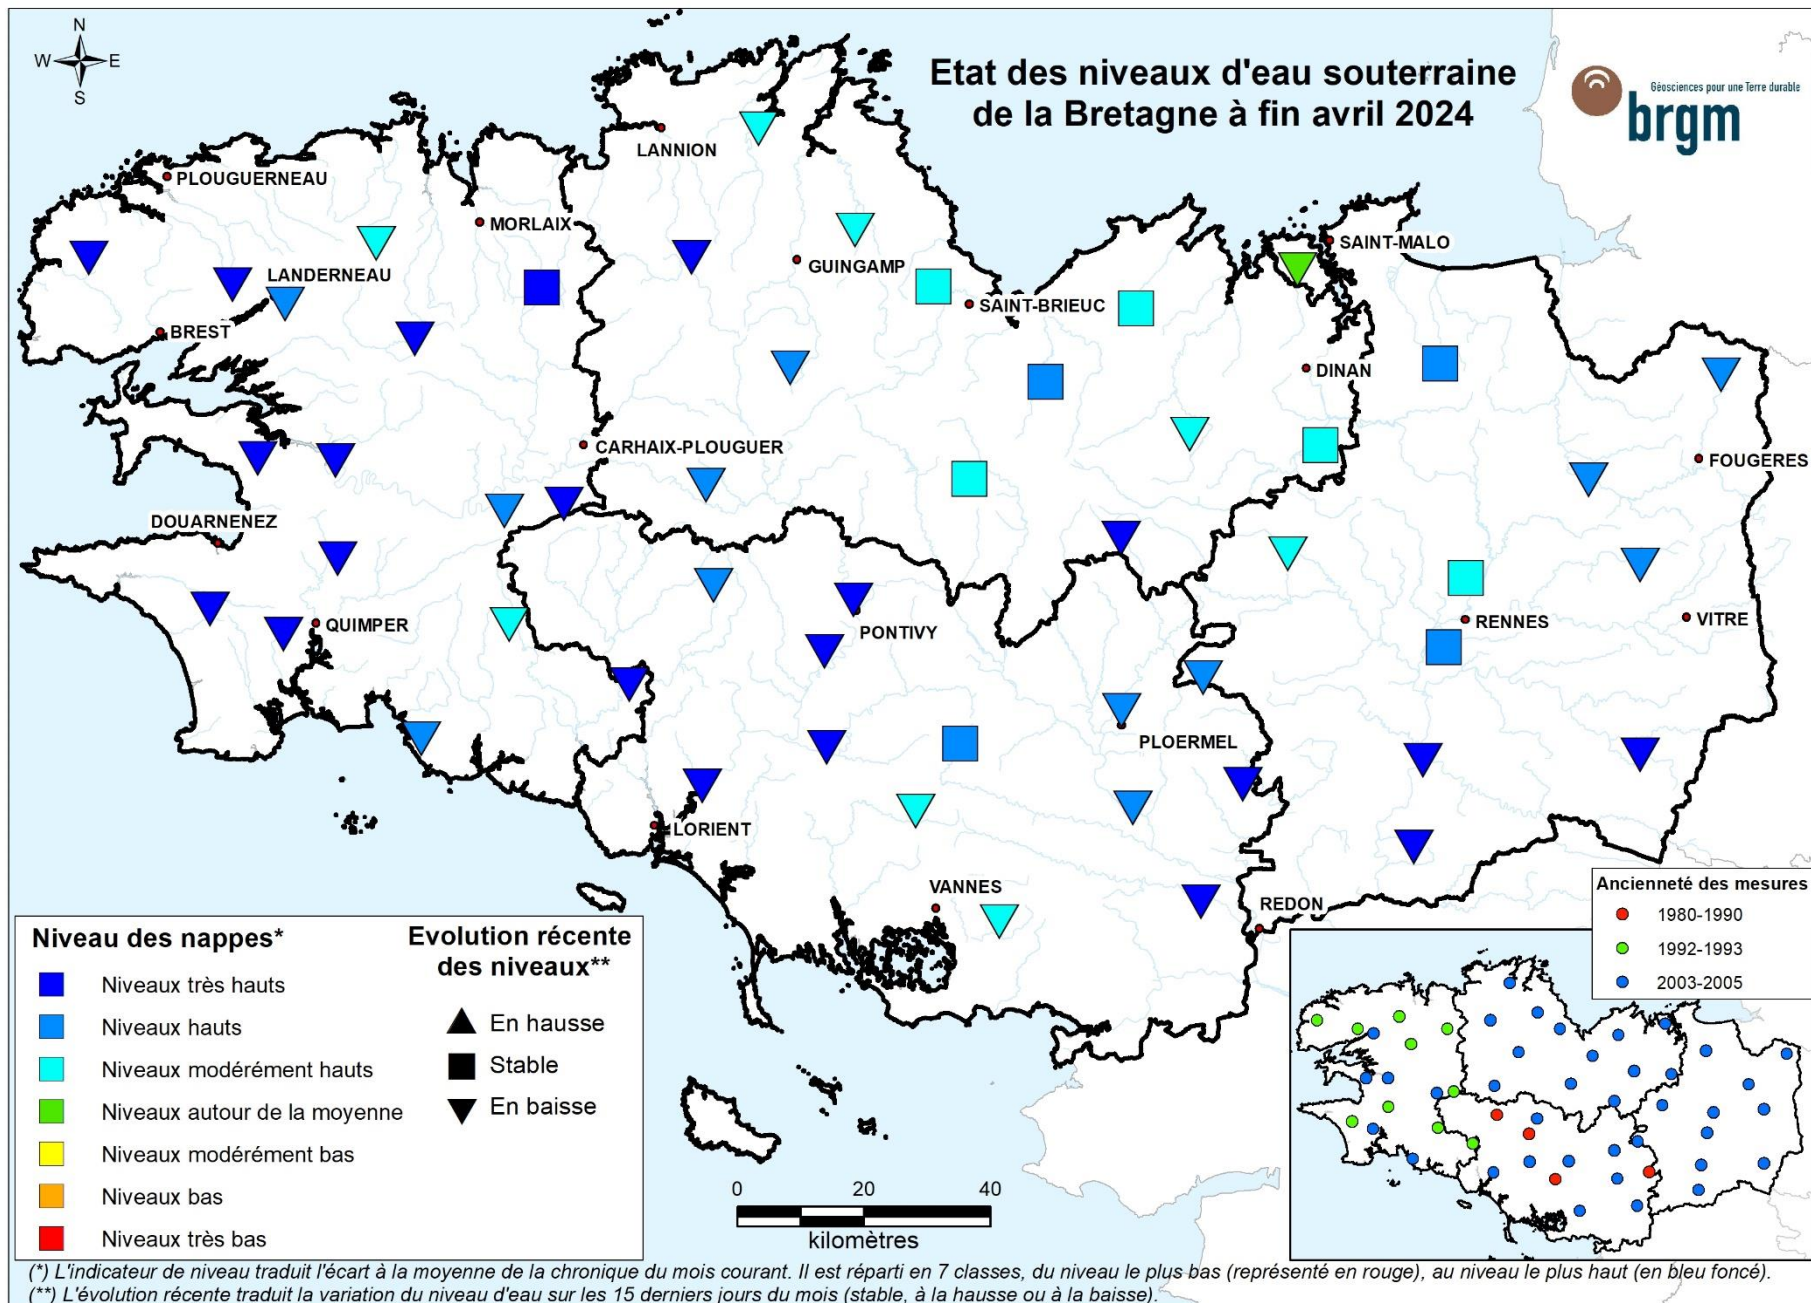 N
W E
S
Etat des niveaux d'eau souterraine
de la Bretagne à fin avril 2024
Géosciences pour une Terre durable
brgm
LANNION
PLOUGUERNEAU
MORLAIX
SAINT-MALO
GUINGAMP
LANDERNEAU
SAINT-BRIEUC
BREST
DINAN
CARHAIX-PLOUGUER
FOUGERES
DOUARNENEZ
QUIMPER
PONTIVY
RENNES
VITRE
PLOERMEL
LORIENT
VANNES
REDON
Niveau des nappes*
Niveaux très hauts
Niveaux hauts
Niveaux modérément hauts
Niveaux autour de la moyenne
Niveaux modérément bas
Niveaux bas
Niveaux très bas
Evolution récente
des niveaux**
En hausse
Stable
En baisse
0 20 40
kilomètres
Ancienneté des mesures
1980-1990
1992-1993
2003-2005
(*) L'indicateur de niveau traduit l'écart à la moyenne de la chronique du mois courant. Il est réparti en 7 classes, du niveau le plus bas (représenté en rouge), au niveau le plus haut (en bleu foncé).
(**) L'évolution récente traduit la variation du niveau d'eau sur les 15 derniers jours du mois (stable, à la hausse ou à la baisse).